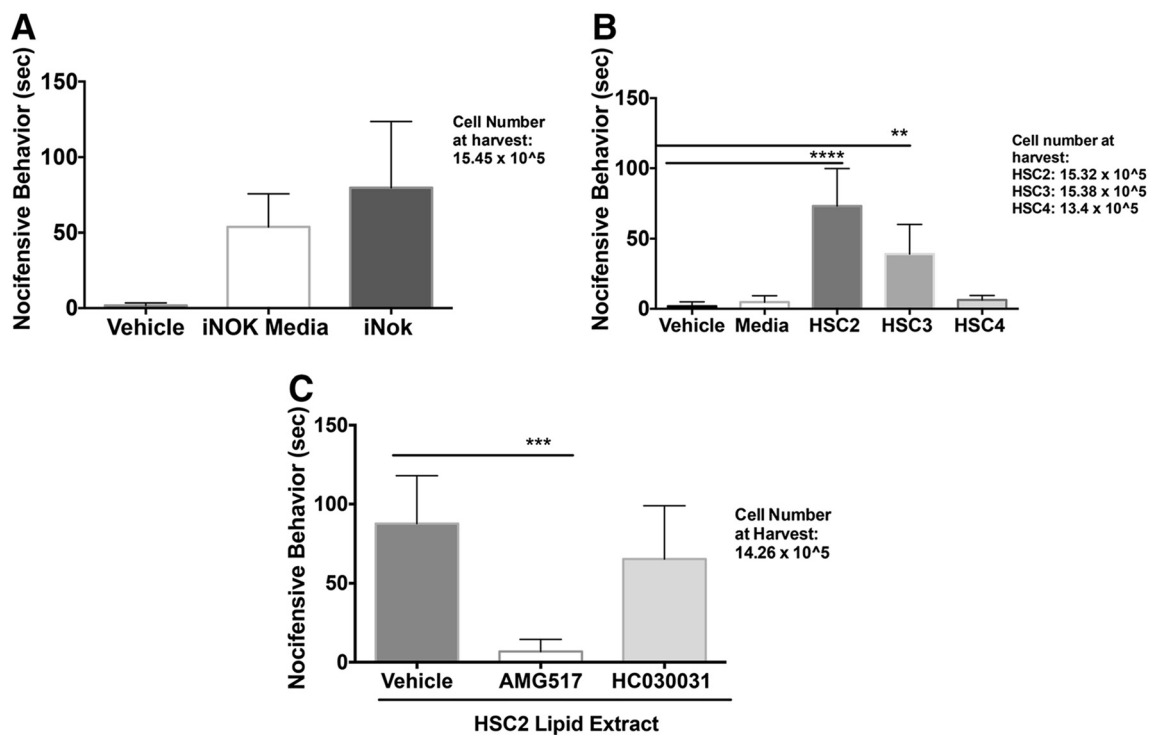 A
Nocifensive Behavior (sec)
150
100
50
0
Vehicle
iNOK Media
iNok
Cell Number
at harvest:
15.45 x 10^5
B
Nocifensive Behavior (sec)
150
100
50
0
**
****
Vehicle
Media
HSC2
HSC3
HSC4
Cell number at
harvest:
HSC2: 15.32 x 10^5
HSC3: 15.38 x 10^5
HSC4: 13.4 x 10^5
C
Nocifensive Behavior (sec)
150
100
50
0
***
Vehicle
AMG517
HC030031
HSC2 Lipid Extract
Cell Number
at Harvest:
14.26 x 10^5